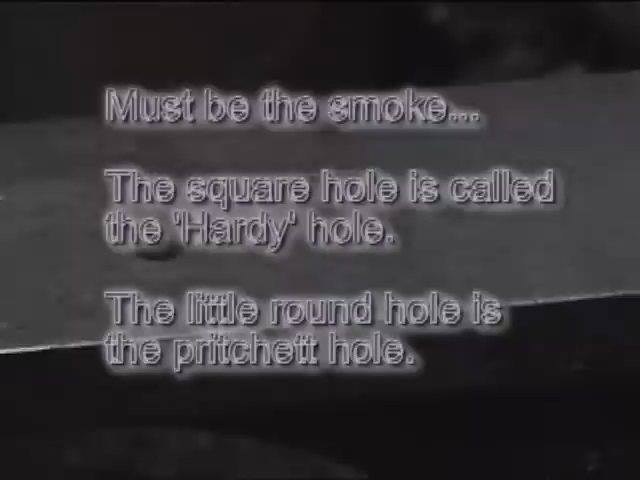 Must be the smoke...
The square hole is called
the 'Hardy' hole.
The little round hole is
the pritchett hole.